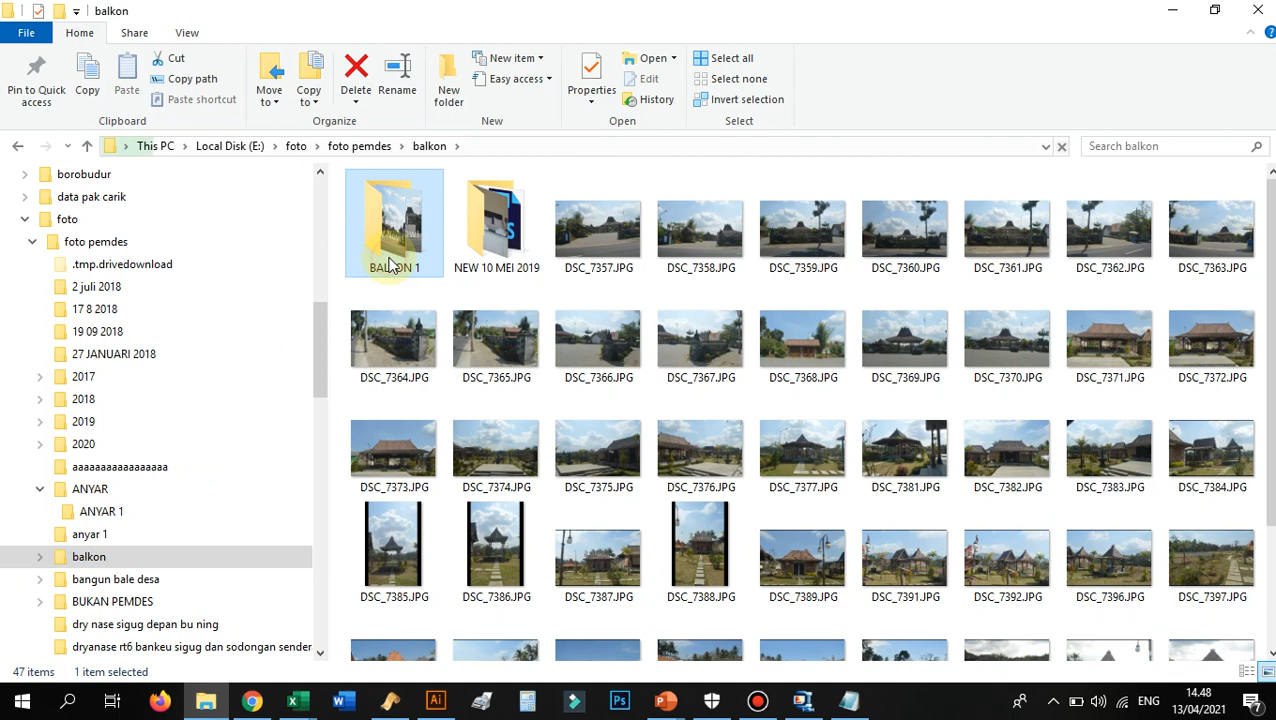 balkon
File
Home
Share
View
Pin to Quick access
Copy
Paste
Cut
Copy path
Paste shortcut
Move to
Copy to
Delete
Rename
New folder
New item
Easy access
Properties
Open
Edit
History
Select all
Select none
Invert selection
Clipboard
Organize
New
Open
Select
This PC > Local Disk (E:) > foto > foto pemdes > balkon >
Search balkon
borobudur
data pak carik
foto
foto pemdes
.tmp.drivedownload
2 juli 2018
17 8 2018
19 09 2018
27 JANUARI 2018
2017
2018
2019
2020
aaaaaaaaaaaaaaaaa
ANYAR
ANYAR 1
anyar 1
balkon
bangun bale desa
BUKAN PEMDES
dry nase sigug depan bu ning
dryanase rt6 bankeu sigug dan sodongan sender
BALKON 1
NEW 10 MEI 2019
DSC_7357.JPG
DSC_7358.JPG
DSC_7359.JPG
DSC_7360.JPG
DSC_7361.JPG
DSC_7362.JPG
DSC_7363.JPG
DSC_7364.JPG
DSC_7365.JPG
DSC_7366.JPG
DSC_7367.JPG
DSC_7368.JPG
DSC_7369.JPG
DSC_7370.JPG
DSC_7371.JPG
DSC_7372.JPG
DSC_7373.JPG
DSC_7374.JPG
DSC_7375.JPG
DSC_7376.JPG
DSC_7377.JPG
DSC_7381.JPG
DSC_7382.JPG
DSC_7383.JPG
DSC_7384.JPG
DSC_7385.JPG
DSC_7386.JPG
DSC_7387.JPG
DSC_7388.JPG
DSC_7389.JPG
DSC_7391.JPG
DSC_7392.JPG
DSC_7396.JPG
DSC_7397.JPG
47 items
1 item selected
Ai
Ps
ENG
14.48
13/04/2021
7